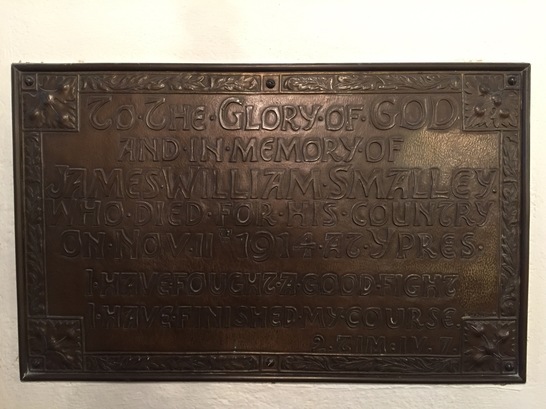 TO·THE·GLORY·OF·GOD
AND·IN·MEMORY·OF
JAMES·WILLIAM·SMALLEY·
WHO·DIED·FOR·HIS·COUNTRY
ON·NOV·11TH·1914·AT·YPRES·
I·HAVE·FOUGHT·A·GOOD·FIGHT
I·HAVE·FINISHED·MY·COURSE·
2·TIM·IV·7·